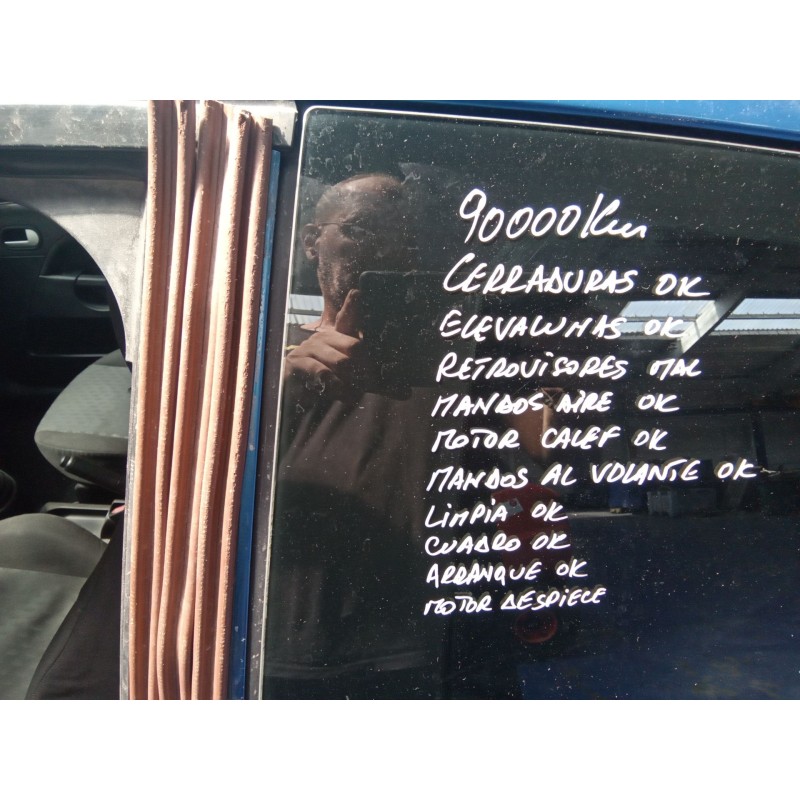 90000Km
CERRADURAS OK
ELEVALUNAS OK
RETROVISORES MAL
MANDOS AIRE OK
MOTOR CALEF OK
MANDOS AL VOLANTE OK
LIMPIA OK
CUADRO OK
ARRANQUE OK
MOTOR DESPIECE